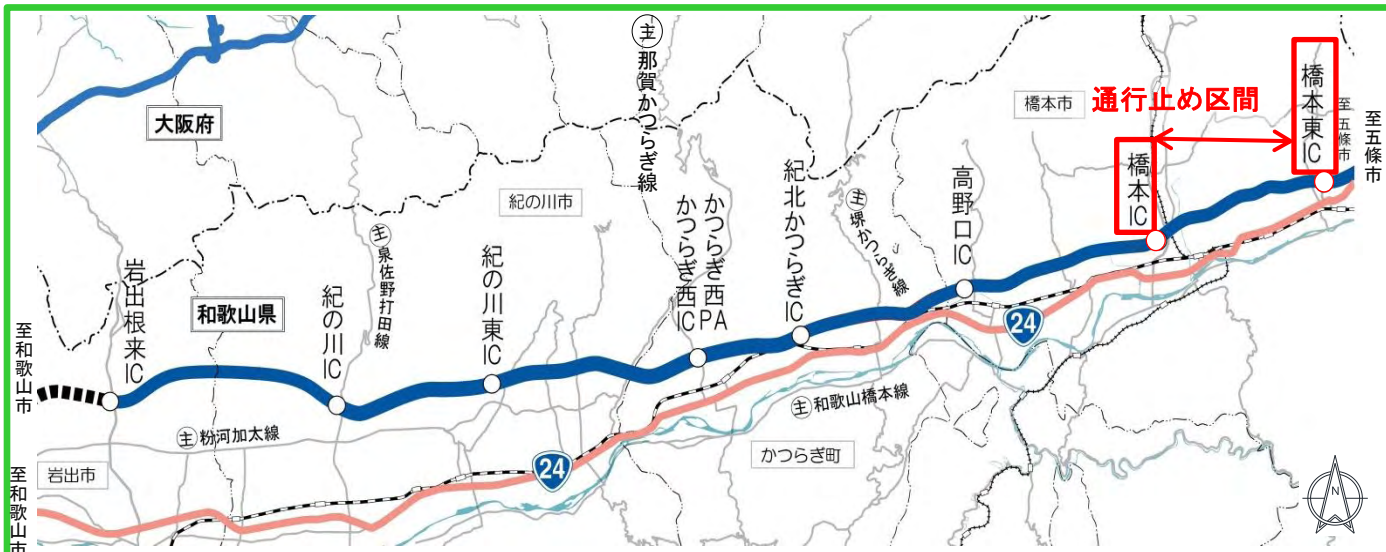 大阪府
主那賀かつらぎ線
橋本市
通行止め区間
橋本東IC
至五條市
至五條市
橋本IC
紀の川市
主泉佐野打田線
紀の川東IC
かつらぎ西IC
かつらぎ西PA
紀北かつらぎIC
主堺かつらぎ線
高野口IC
24
岩出根来IC
和歌山県
紀の川IC
至和歌山市
主和歌山橋本線
主粉河加太線
かつらぎ町
24
岩出市
至和歌山市
N